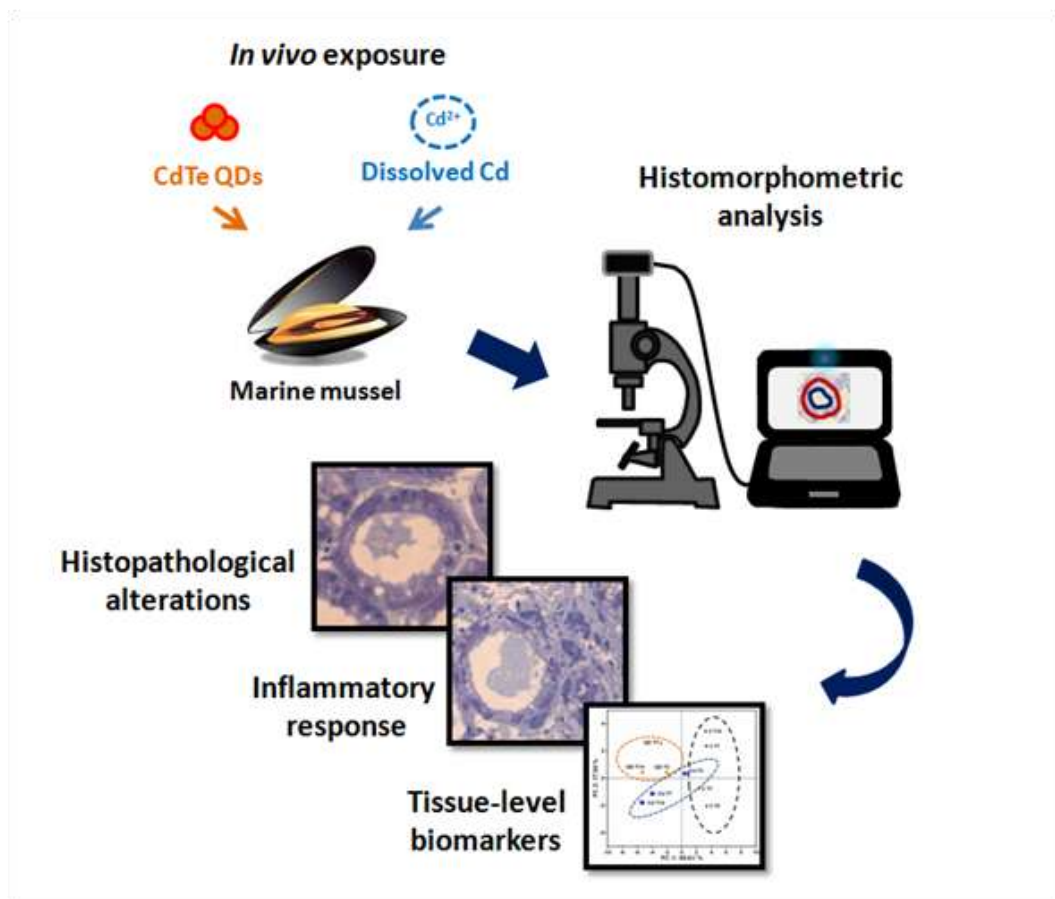 In vivo exposure
Cd²⁺
CdTe QDs
Dissolved Cd
Histomorphometric
analysis
Marine mussel
Histopathological
alterations
Inflammatory
response
Tissue-level
biomarkers